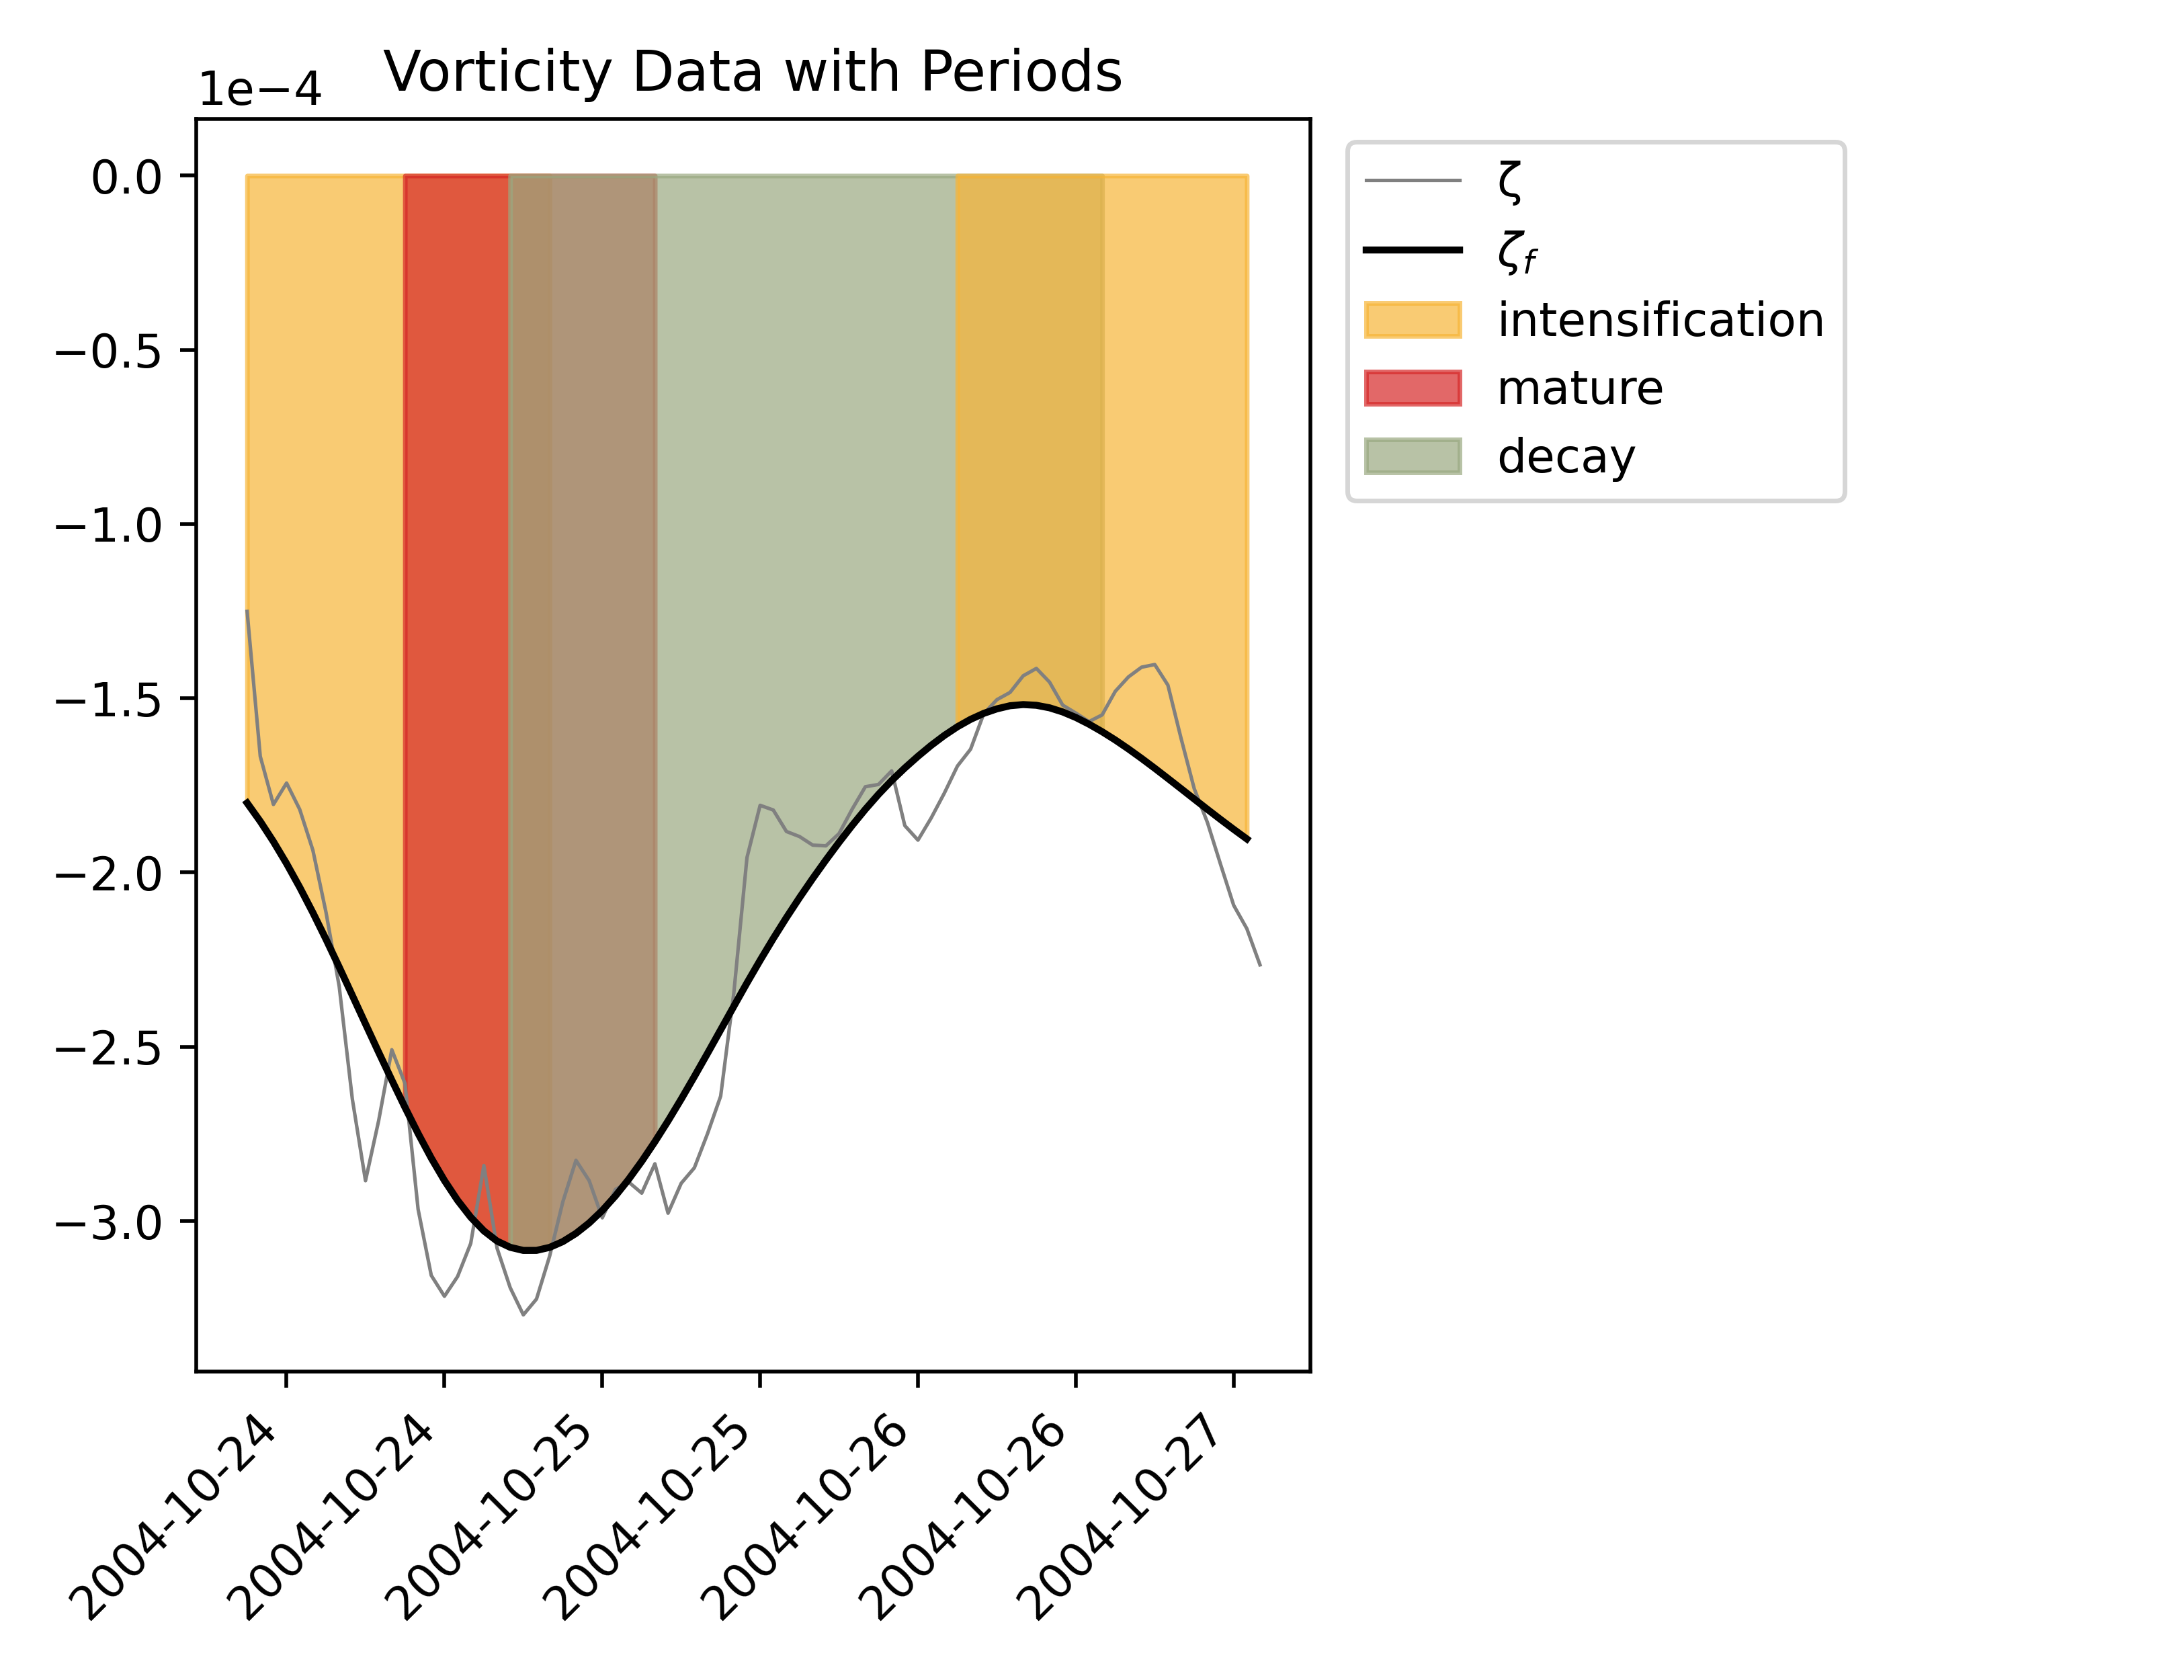 Vorticity Data with Periods
1e−4
0.0
−0.5
−1.0
−1.5
−2.0
−2.5
−3.0
2004-10-24
2004-10-24
2004-10-25
2004-10-25
2004-10-26
2004-10-26
2004-10-27
ζ
ζf
intensification
mature
decay